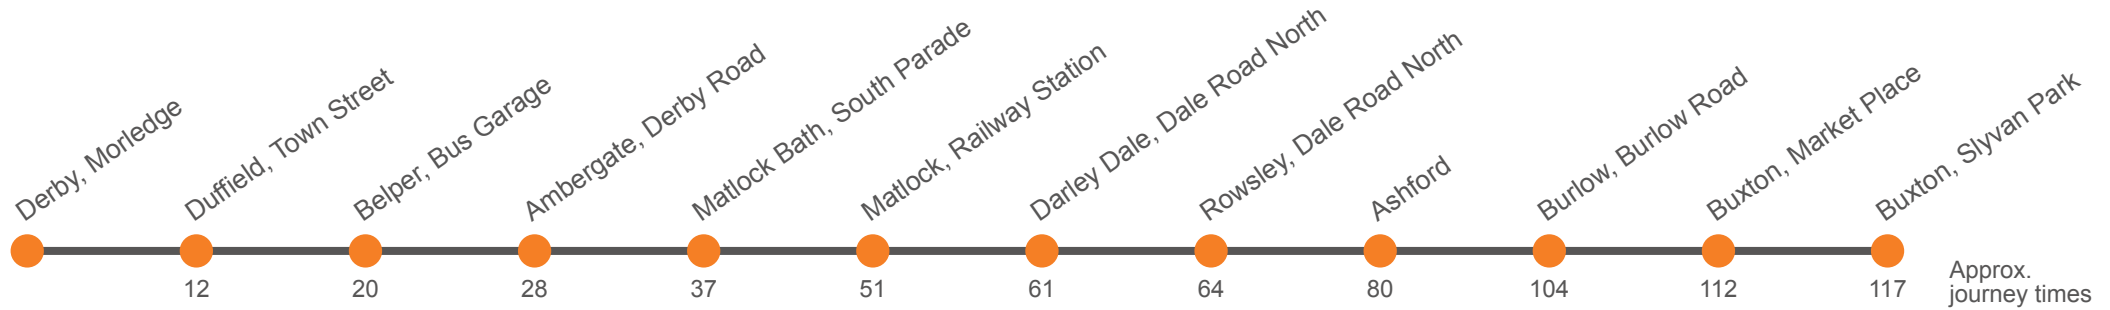 Derby, Morledge
Duffield, Town Street
Belper, Bus Garage
Ambergate, Derby Road
Matlock Bath, South Parade
Matlock, Railway Station
Darley Dale, Dale Road North
Rowsley, Dale Road North
Ashford
Burlow, Burlow Road
Buxton, Market Place
Buxton, Slyvan Park
12 20 28 37 51 61 64 80 104 112 117
Approx.
journey times